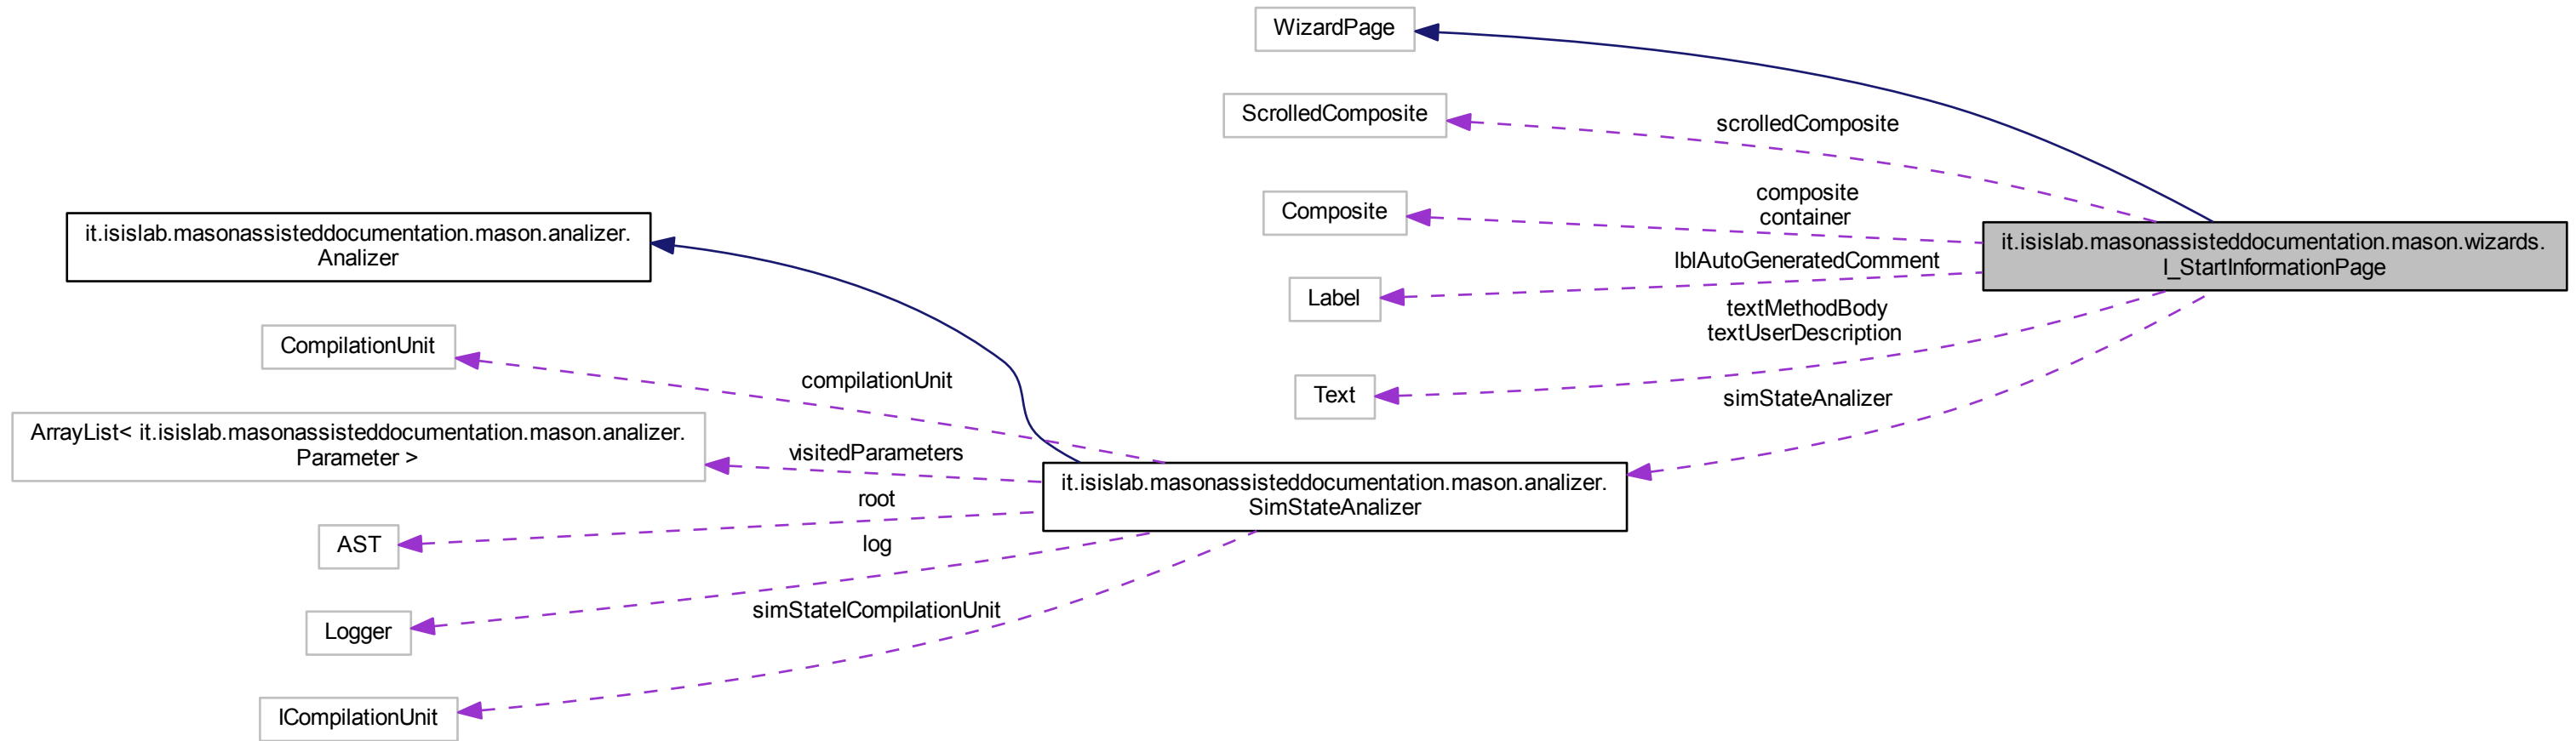 WizardPage
ScrolledComposite
scrolledComposite
composite
container
Composite
it.isislab.masonassisteddocumentation.mason.analizer.
Analizer
it.isislab.masonassisteddocumentation.mason.wizards.
I_StartInformationPage
lblAutoGeneratedComment
Label
textMethodBody
textUserDescription
CompilationUnit
compilationUnit
Text
simStateAnalizer
ArrayList< it.isislab.masonassisteddocumentation.mason.analizer.
Parameter >
visitedParameters
it.isislab.masonassisteddocumentation.mason.analizer.
SimStateAnalizer
root
AST
log
Logger
simStateICompilationUnit
ICompilationUnit